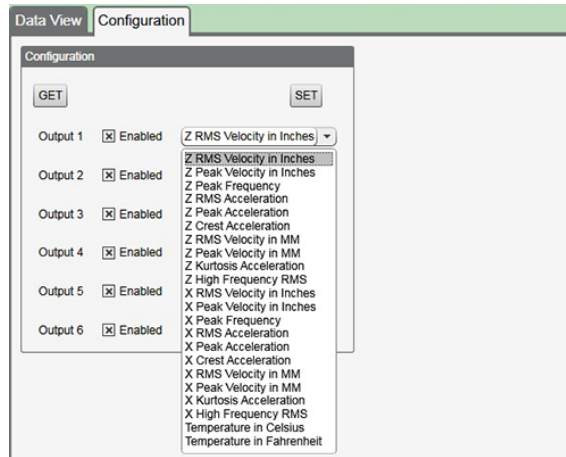 Data View Configuration
Configuration
GET SET
Output 1 Enabled Z RMS Velocity in Inches
Z RMS Velocity in Inches
Output 2 Enabled Z Peak Velocity in Inches
Z Peak Frequency
Z RMS Acceleration
Output 3 Enabled Z Peak Acceleration
Z Crest Acceleration
Z RMS Velocity in MM
Output 4 Enabled Z Peak Velocity in MM
Z Kurtosis Acceleration
Z High Frequency RMS
Output 5 Enabled X RMS Velocity in Inches
X Peak Velocity in Inches
X Peak Frequency
Output 6 Enabled X RMS Acceleration
X Peak Acceleration
X Crest Acceleration
X RMS Velocity in MM
X Peak Velocity in MM
X Kurtosis Acceleration
X High Frequency RMS
Temperature in Celsius
Temperature in Fahrenheit